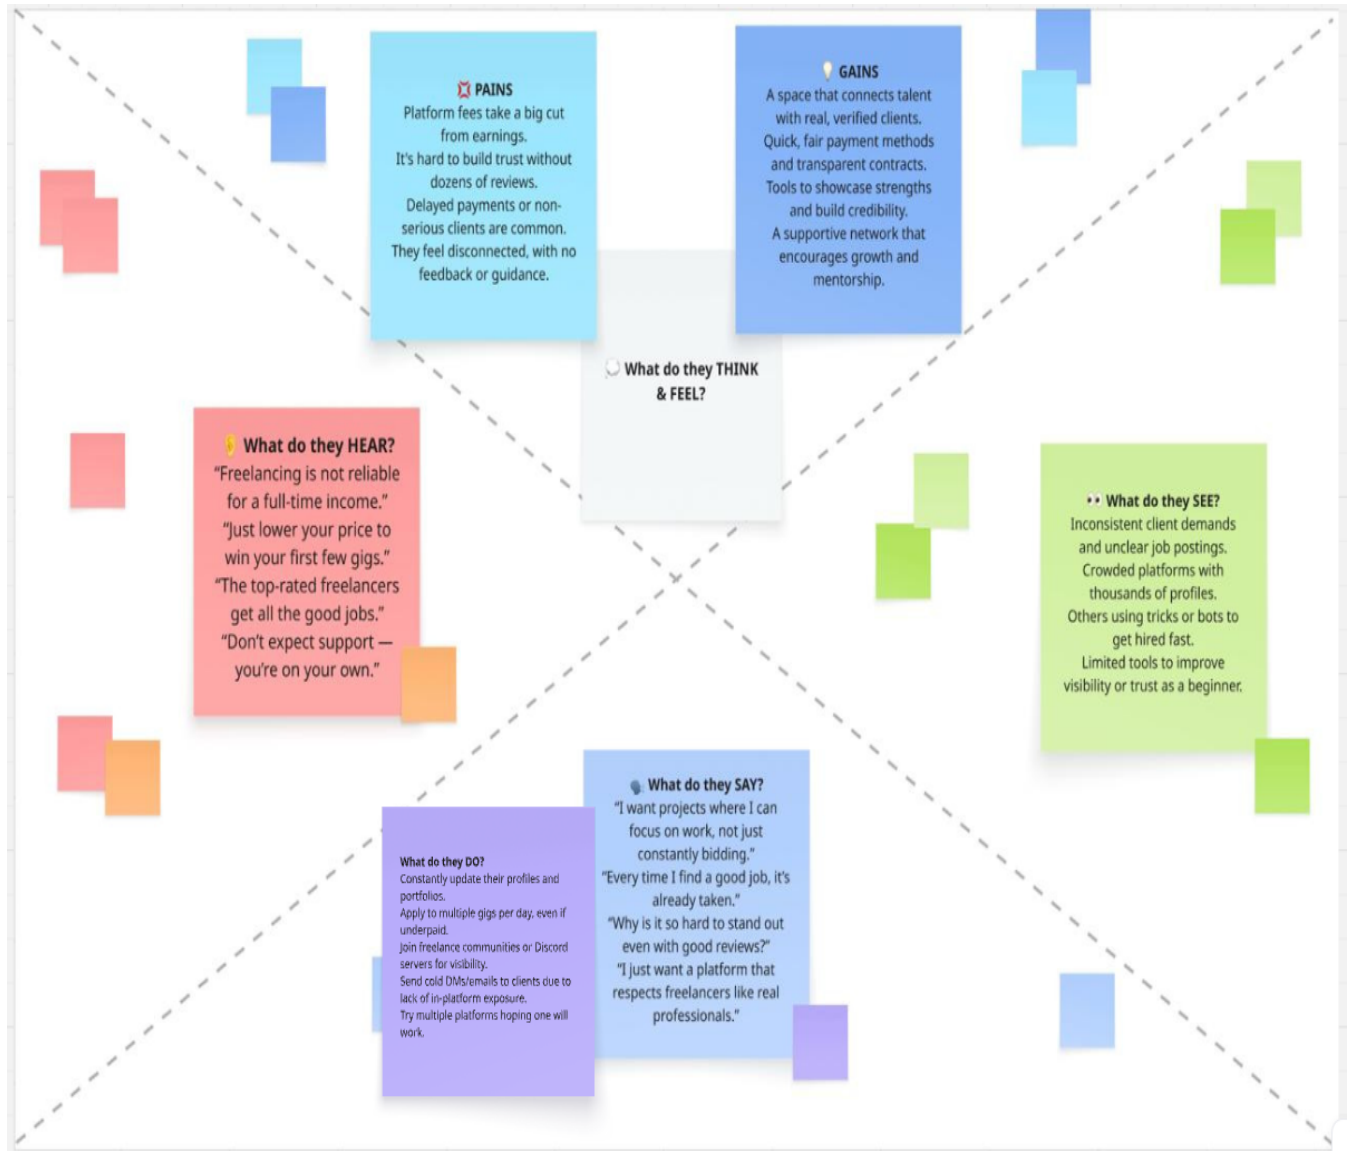 PAINS
Platform fees take a big cut
from earnings.
It's hard to build trust without
dozens of reviews.
Delayed payments or non-
serious clients are common.
They feel disconnected, with no
feedback or guidance.
GAINS
A space that connects talent
with real, verified clients.
Quick, fair payment methods
and transparent contracts.
Tools to showcase strengths
and build credibility.
A supportive network that
encourages growth and
mentorship.
What do they THINK
& FEEL?
What do they HEAR?
“Freelancing is not reliable
for a full-time income.”
“Just lower your price to
win your first few gigs.”
“The top-rated freelancers
get all the good jobs.”
“Don’t expect support —
you’re on your own.”
What do they SEE?
Inconsistent client demands
and unclear job postings.
Crowded platforms with
thousands of profiles.
Others using tricks or bots to
get hired fast.
Limited tools to improve
visibility or trust as a beginner.
What do they SAY?
“I want projects where I can
focus on work, not just
constantly bidding.”
“Every time I find a good job, it’s
already taken.”
“Why is it so hard to stand out
even with good reviews?”
“I just want a platform that
respects freelancers like real
professionals.”
What do they DO?
Constantly update their profiles and
portfolios.
Apply to multiple gigs per day, even if
underpaid.
Join freelance communities or Discord
servers for visibility.
Send cold DMs/emails to clients due to
lack of in-platform exposure.
Try multiple platforms hoping one will
work.